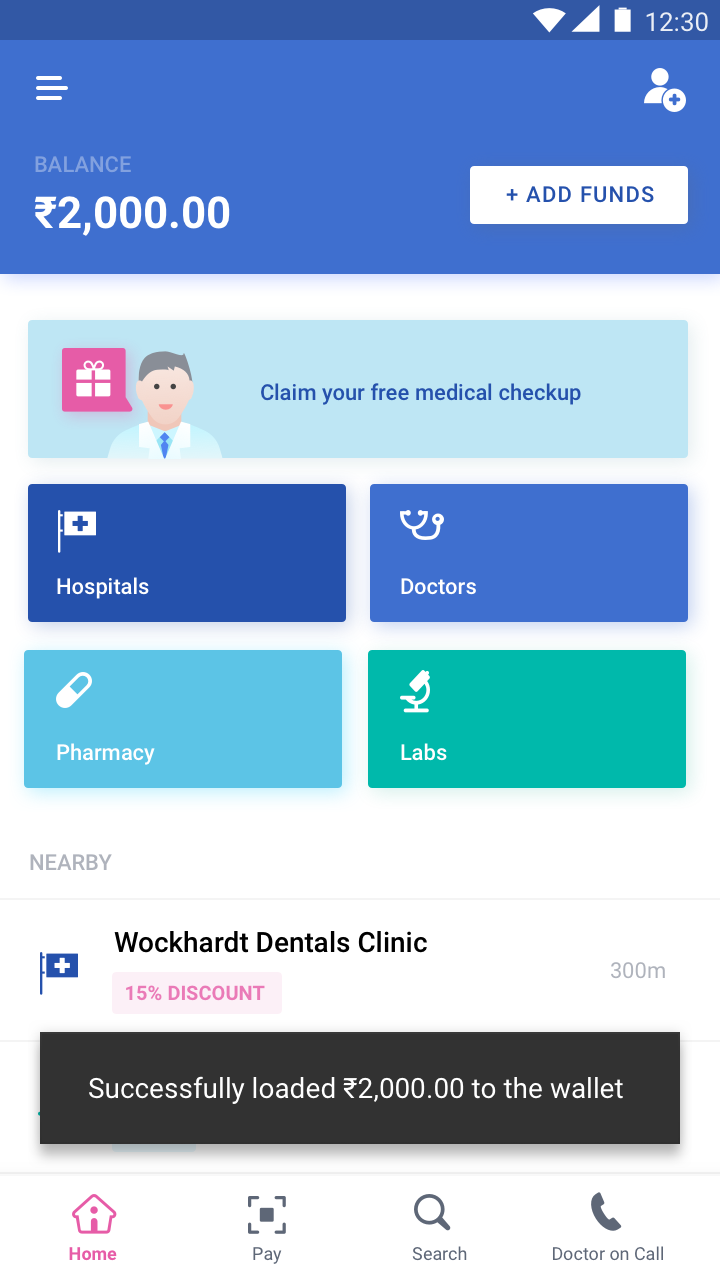 12:30
BALANCE
₹2,000.00
+ ADD FUNDS
Claim your free medical checkup
Hospitals
Doctors
Pharmacy
Labs
NEARBY
Wockhardt Dentals Clinic
300m
15% DISCOUNT
Successfully loaded ₹2,000.00 to the wallet
Home
Pay
Search
Doctor on Call